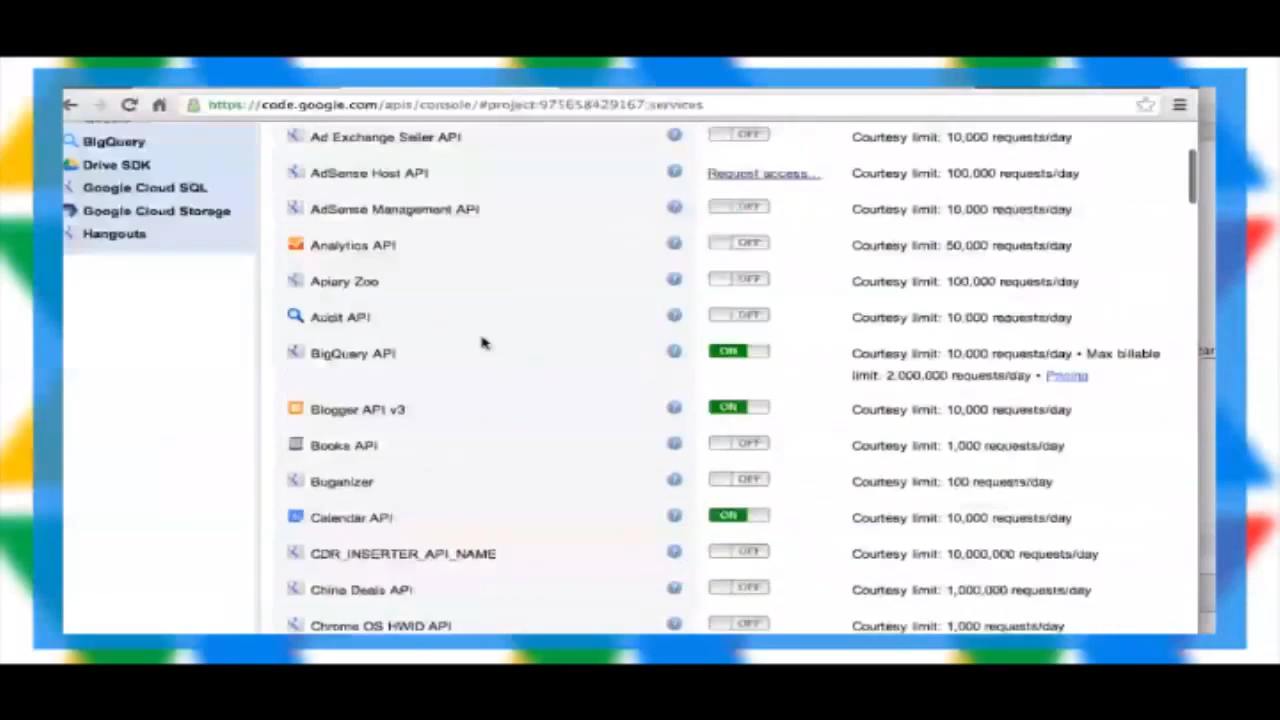 https://code.google.com/apis/console/#project:975658429167:services
BigQuery
Drive SDK
Google Cloud SQL
Google Cloud Storage
Hangouts
Ad Exchange Seller API OFF Courtesy limit: 10,000 requests/day
AdSense Host API Request access... Courtesy limit: 100,000 requests/day
AdSense Management API OFF Courtesy limit: 10,000 requests/day
Analytics API OFF Courtesy limit: 50,000 requests/day
Apiary Zoo OFF Courtesy limit: 100,000 requests/day
Audit API OFF Courtesy limit: 10,000 requests/day
BigQuery API ON Courtesy limit: 10,000 requests/day • Max billable
limit: 2,000,000 requests/day • Pricing
Blogger API v3 ON Courtesy limit: 10,000 requests/day
Books API OFF Courtesy limit: 1,000 requests/day
Buganizer OFF Courtesy limit: 100 requests/day
Calendar API ON Courtesy limit: 10,000 requests/day
CDR_INSERTER_API_NAME OFF Courtesy limit: 10,000,000 requests/day
China Deals API OFF Courtesy limit: 1,000,000 requests/day
Chrome OS HWID API OFF Courtesy limit: 1,000 requests/day